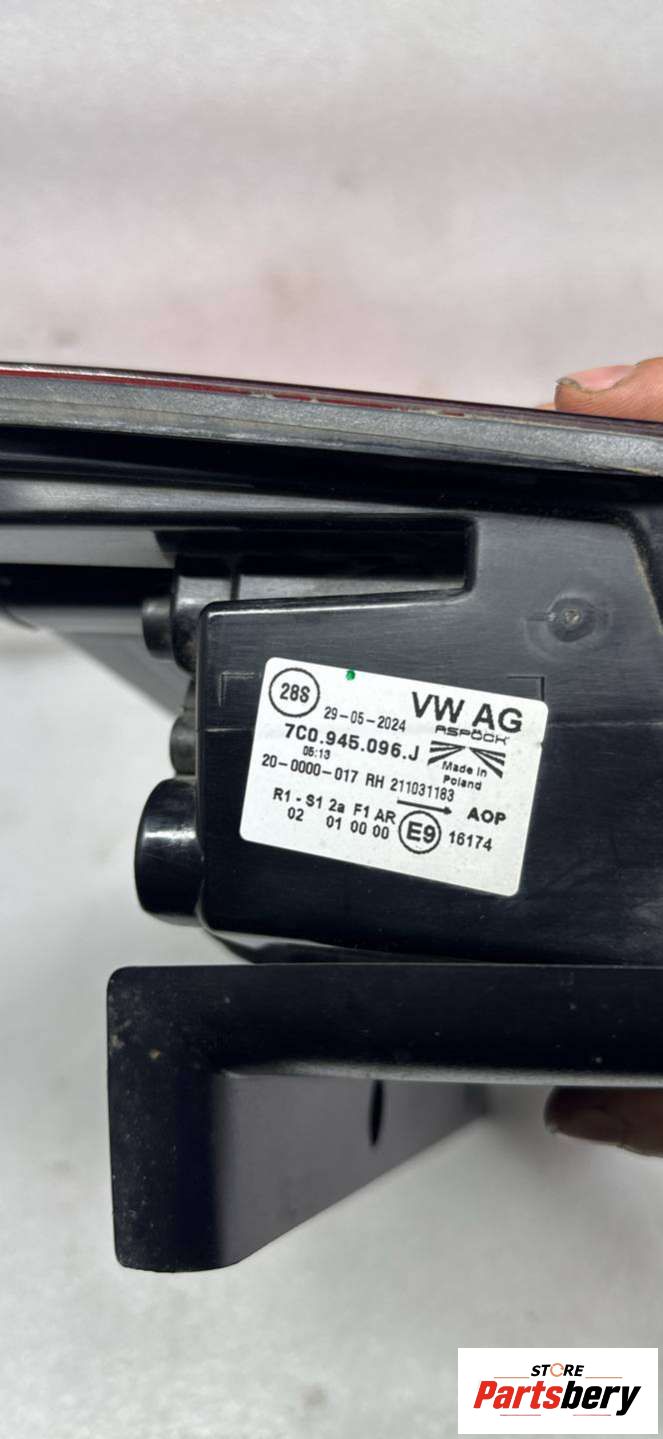 28S 29-05-2024 VW AG
ASPÖCK
7C0.945.096.J
05:13 Made in Poland
20-0000-017 RH 211031183
R1 - S1 2a F1 AR AOP
02 01 00 00 E9 16174
STORE
Partsbery